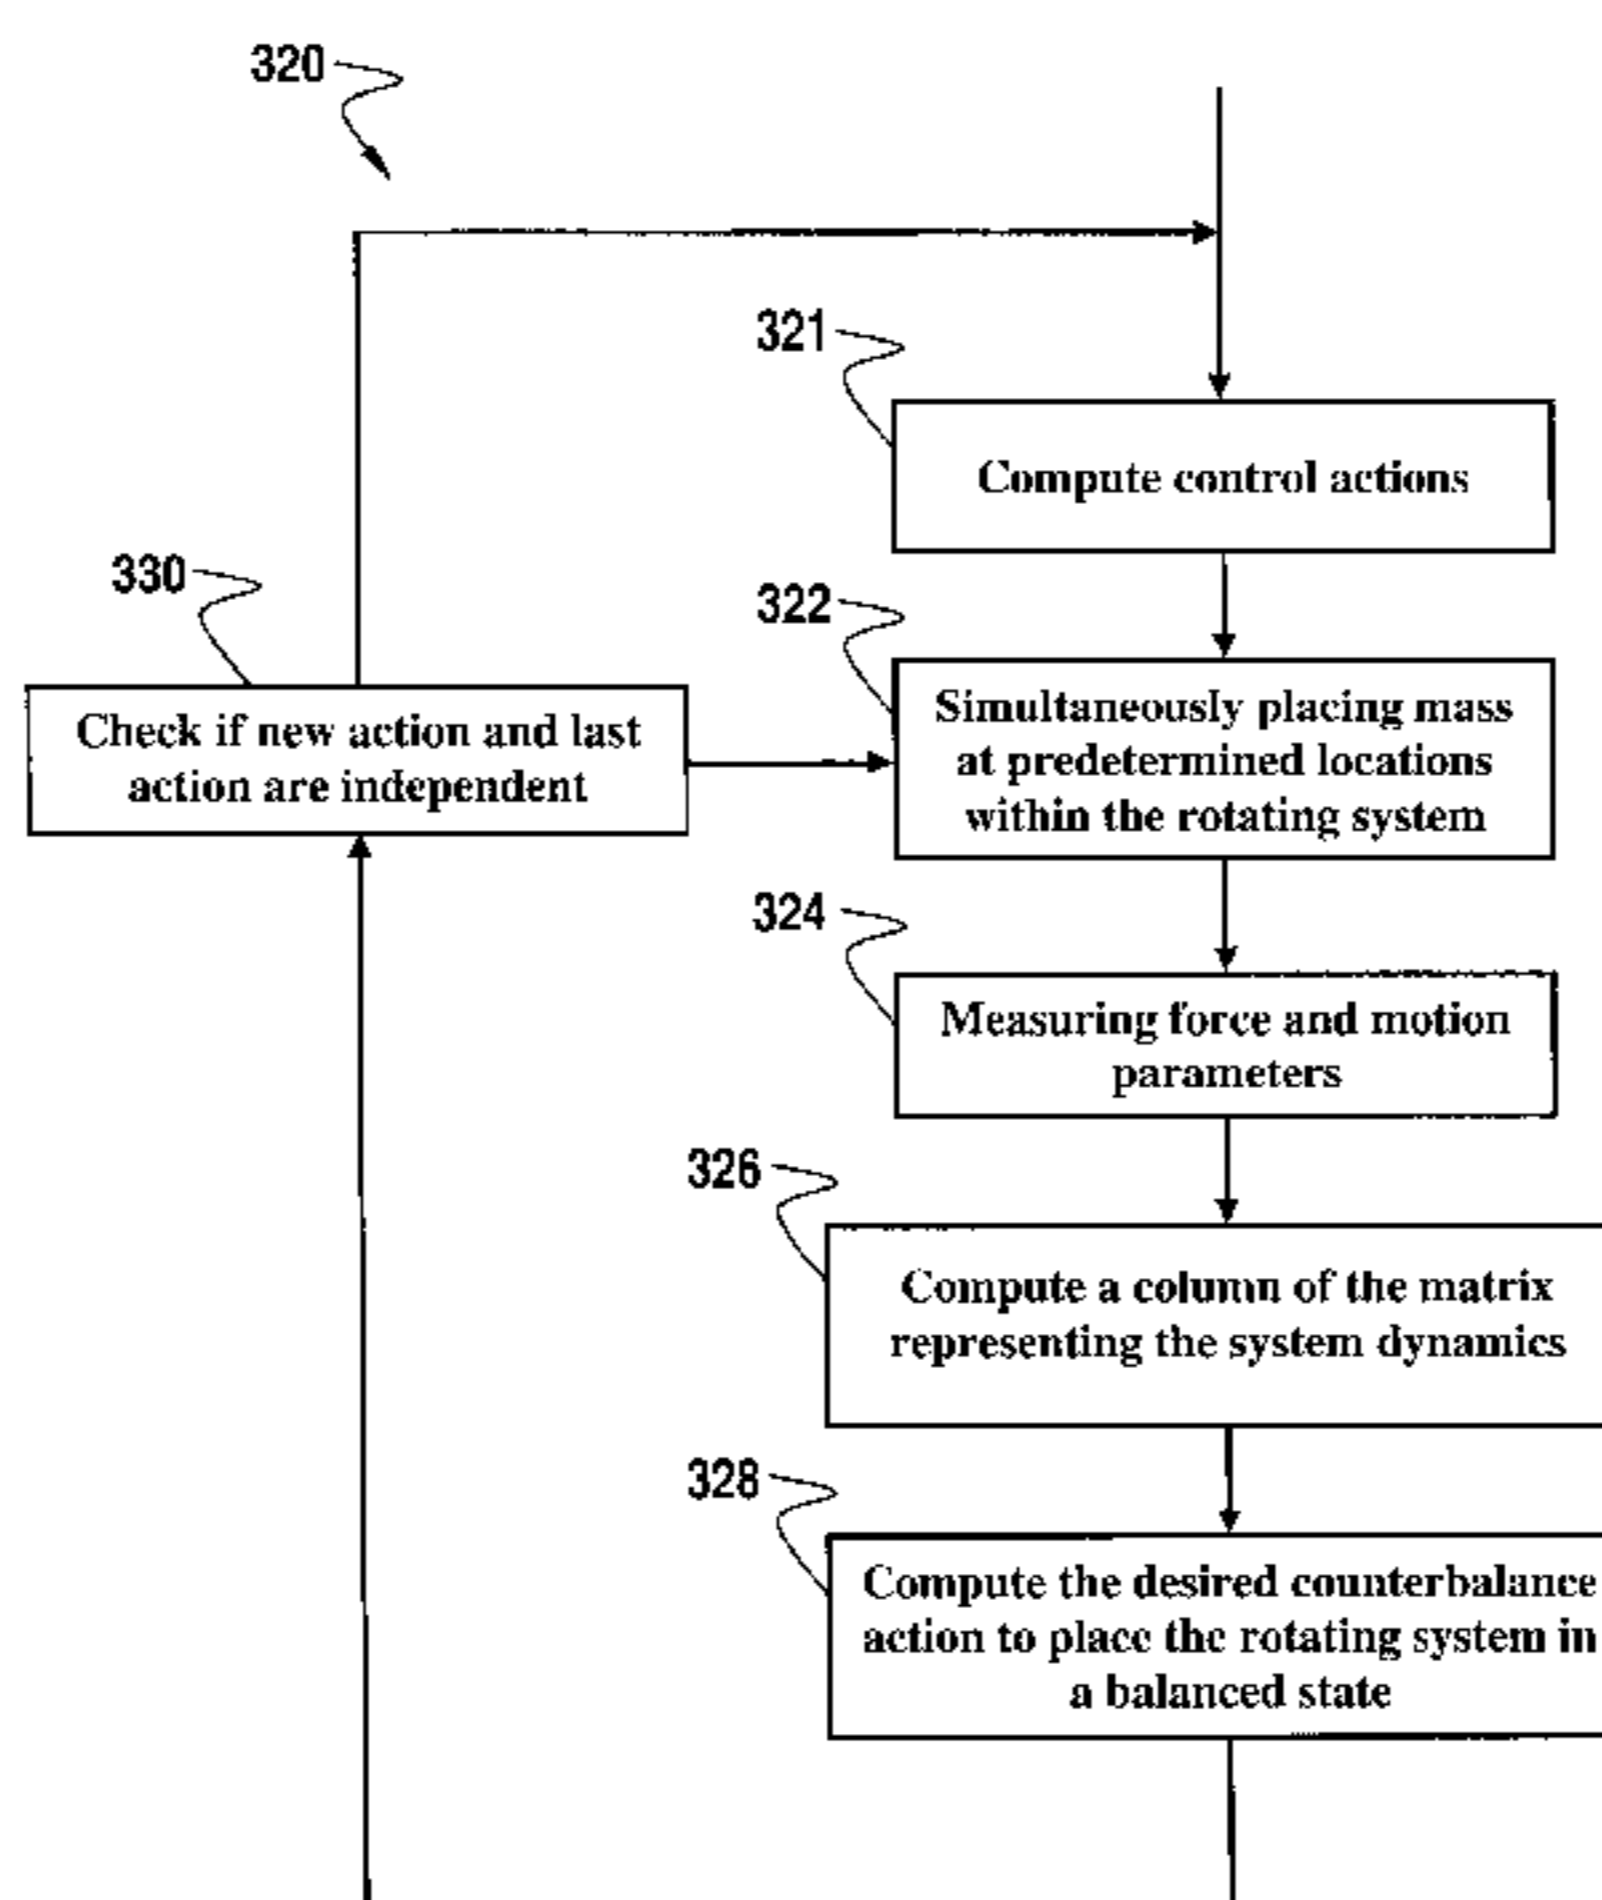 320
321
Compute control actions
330
322
Check if new action and last
action are independent
Simultaneously placing mass
at predetermined locations
within the rotating system
324
Measuring force and motion
parameters
326
Compute a column of the matrix
representing the system dynamics
328
Compute the desired counterbalance
action to place the rotating system in
a balanced state